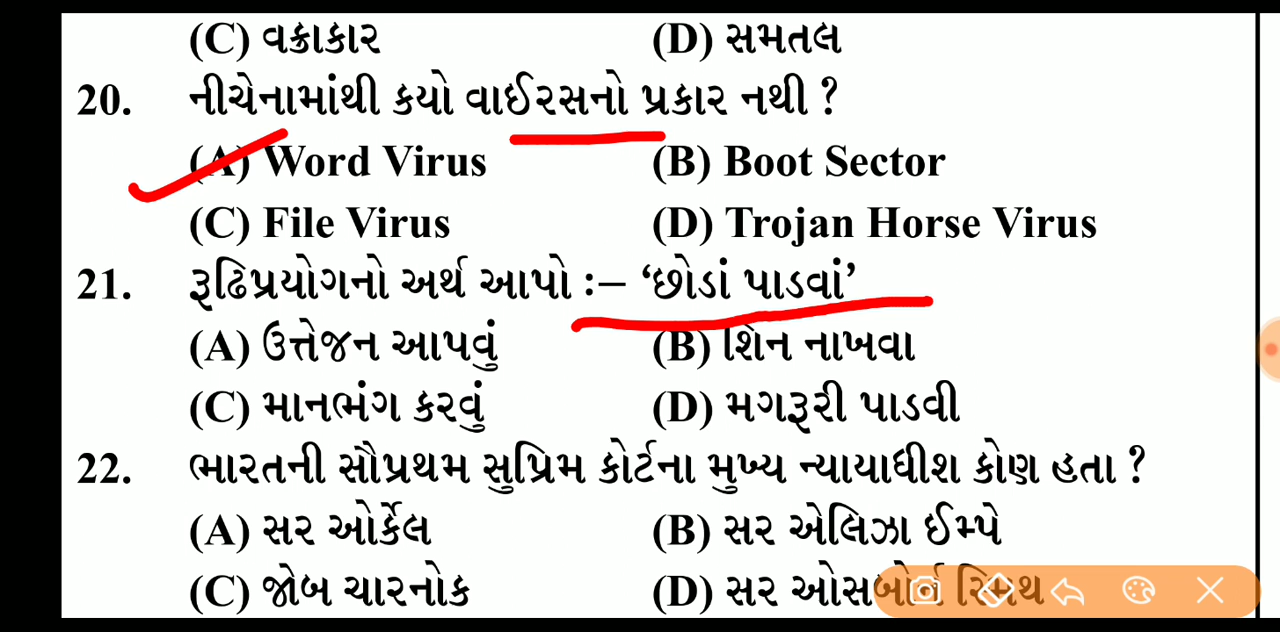 (C) વક્રાકાર (D) સમતલ
20. નીચેનામાંથી કયો વાઈરસનો પ્રકાર નથી ?
(A) Word Virus (B) Boot Sector
(C) File Virus (D) Trojan Horse Virus
21. રૂઢિપ્રયોગનો અર્થ આપો :– ‘છોડાં પાડવાં’
(A) ઉત્તેજન આપવું (B) શિન નાખવા
(C) માનભંગ કરવું (D) મગરૂરી પાડવી
22. ભારતની સૌપ્રથમ સુપ્રિમ કોર્ટના મુખ્ય ન્યાયાધીશ કોણ હતા ?
(A) સર ઓર્કેલ (B) સર એલિઝા ઈમ્પે
(C) જોબ ચારનોક (D) સર ઓસબોર્ન સ્મિથ